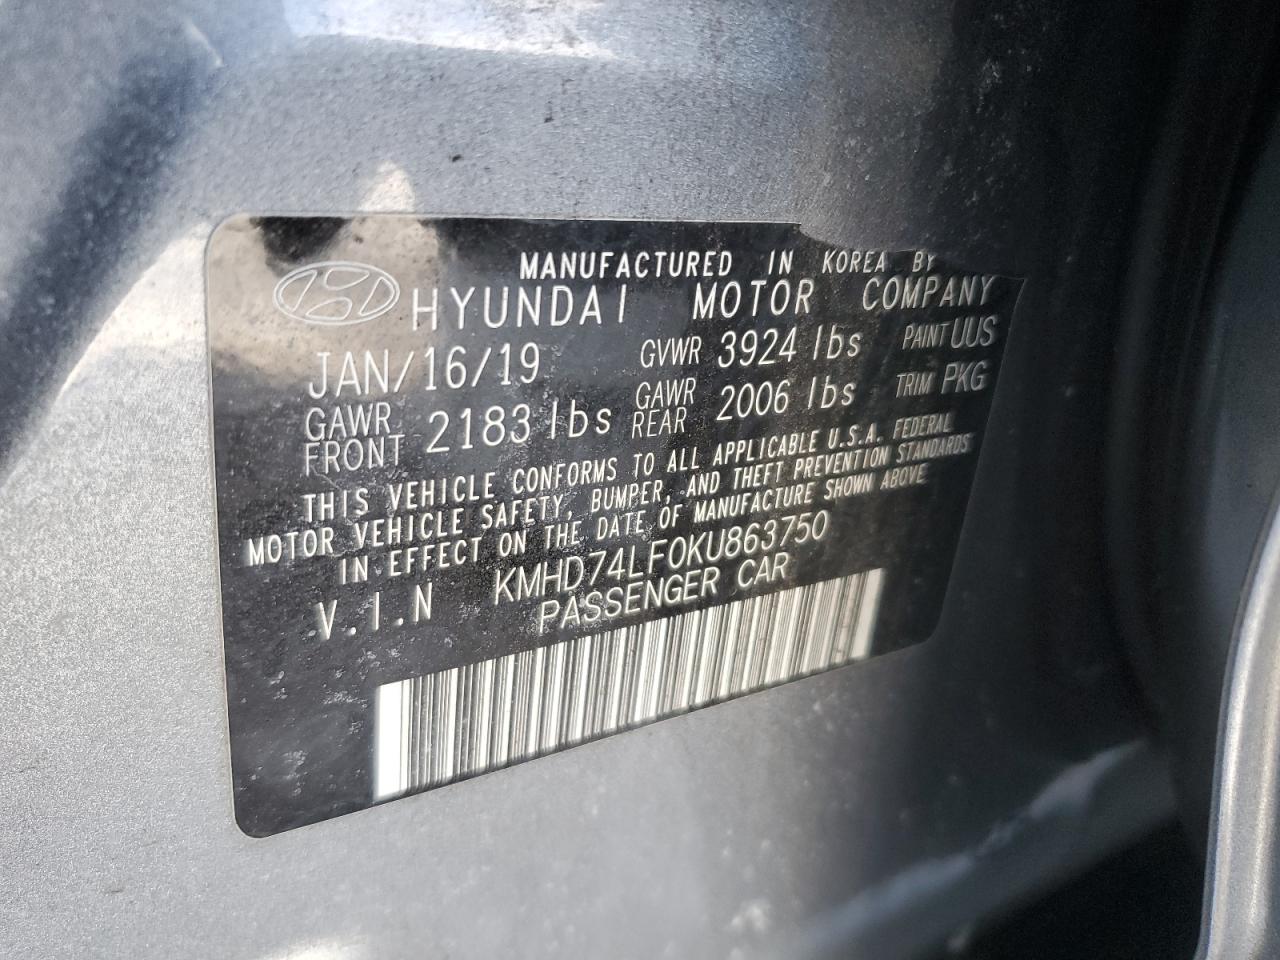 MANUFACTURED IN KOREA BY
HYUNDAI MOTOR COMPANY
JAN/16/19 GVWR 3924 lbs PAINT UUS
GAWR FRONT 2183 lbs GAWR REAR 2006 lbs TRIM PKG
THIS VEHICLE CONFORMS TO ALL APPLICABLE U.S.A. FEDERAL
MOTOR VEHICLE SAFETY, BUMPER, AND THEFT PREVENTION STANDARDS
IN EFFECT ON THE DATE OF MANUFACTURE SHOWN ABOVE
V.I.N KMHD74LF0KU863750
PASSENGER CAR